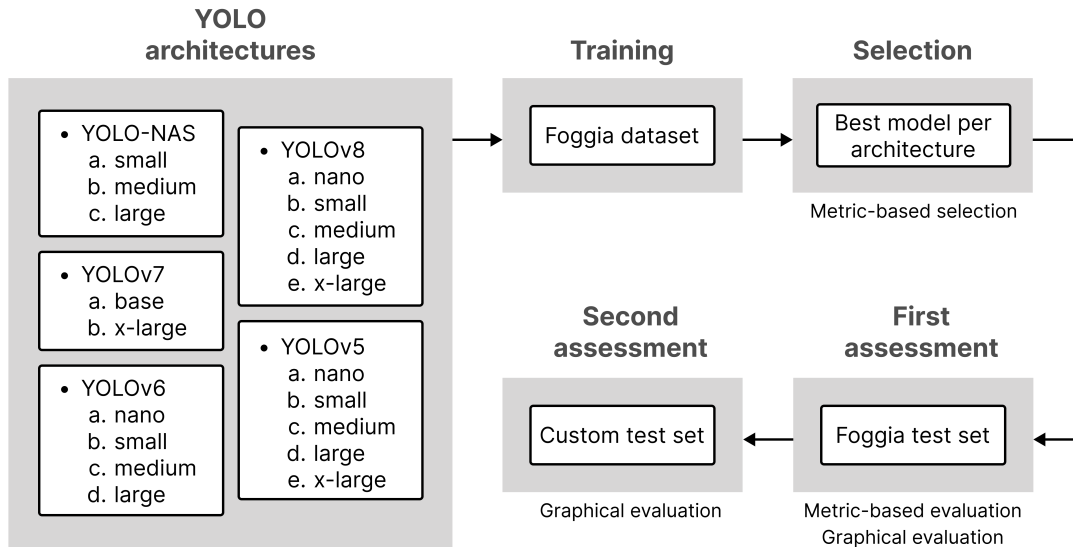 YOLO
architectures
• YOLO-NAS
a. small
b. medium
c. large
• YOLOv7
a. base
b. x-large
• YOLOv6
a. nano
b. small
c. medium
d. large
• YOLOv8
a. nano
b. small
c. medium
d. large
e. x-large
• YOLOv5
a. nano
b. small
c. medium
d. large
e. x-large
Training
Foggia dataset
Selection
Best model per
architecture
Metric-based selection
First
assessment
Foggia test set
Metric-based evaluation
Graphical evaluation
Second
assessment
Custom test set
Graphical evaluation